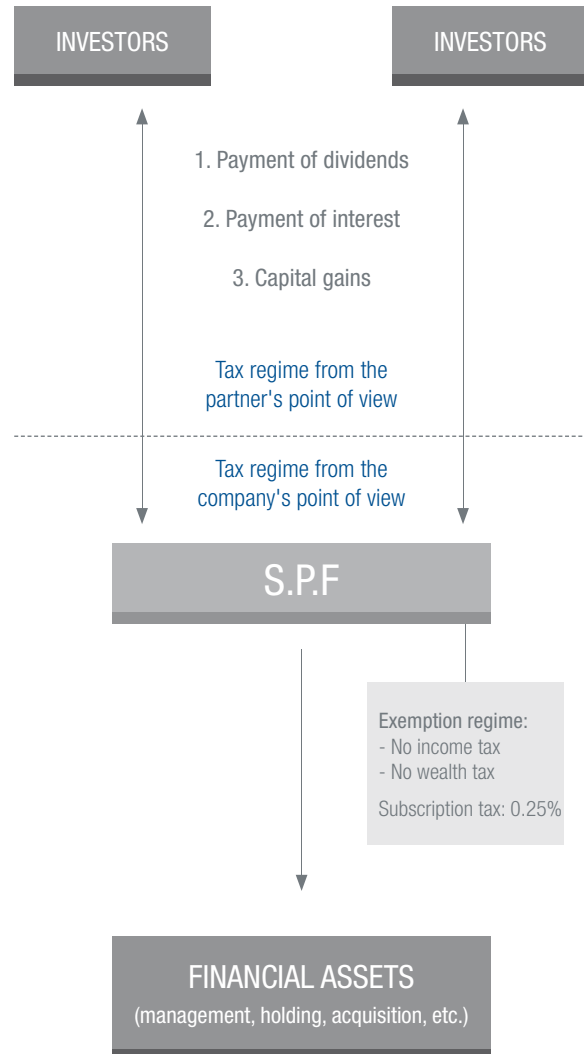 INVESTORS
INVESTORS
1. Payment of dividends
2. Payment of interest
3. Capital gains
Tax regime from the
partner's point of view
Tax regime from the
company's point of view
S.P.F
Exemption regime:
- No income tax
- No wealth tax
Subscription tax: 0.25%
FINANCIAL ASSETS
(management, holding, acquisition, etc.)